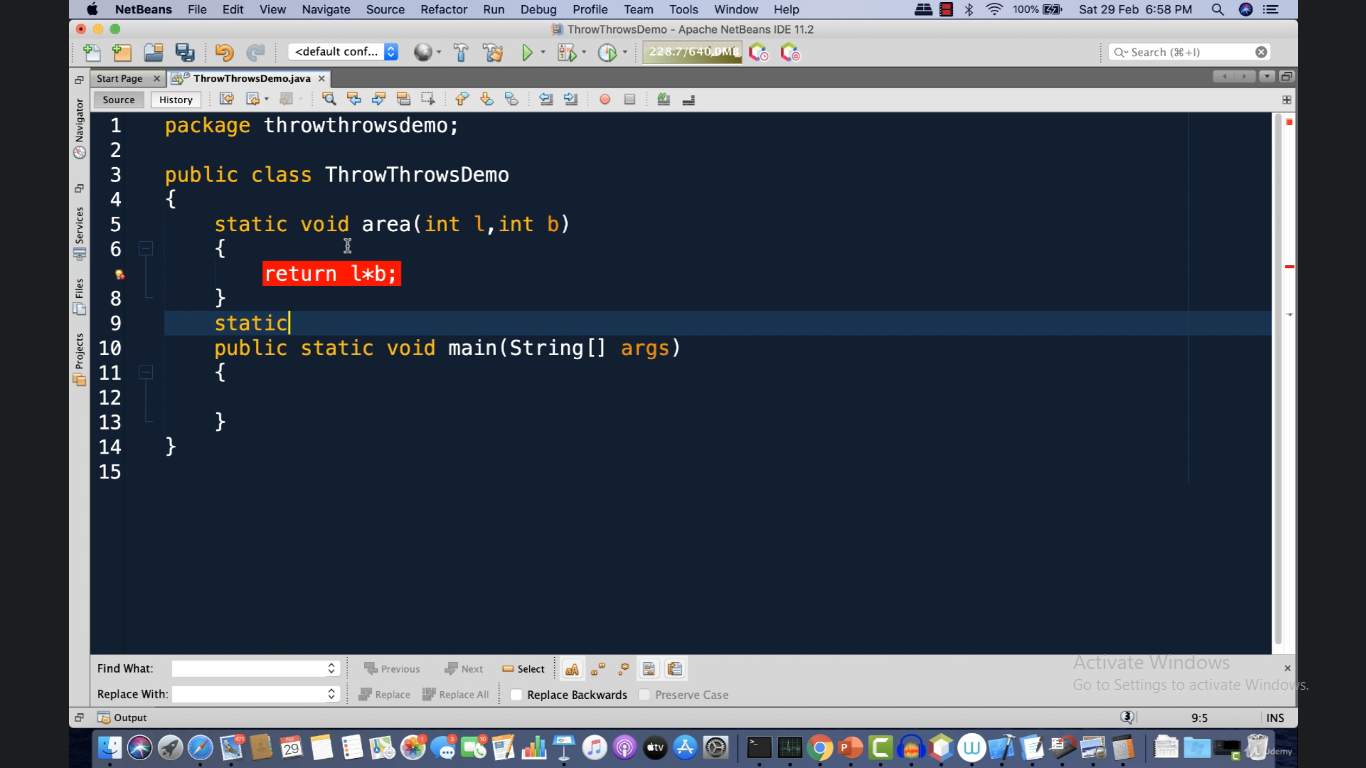 NetBeans File Edit View Navigate Source Refactor Run Debug Profile Team Tools Window Help 100% Sat 29 Feb 6:58 PM
ThrowThrowsDemo - Apache NetBeans IDE 11.2
<default conf... 228.7/640.0MB Search (⌘+I)
Start Page ThrowThrowsDemo.java
Source History
Navigator
Services
Files
Projects
1 package throwthrowsdemo;
2
3 public class ThrowThrowsDemo
4 {
5 static void area(int l,int b)
6 {
return l*b;
8 }
9 static
10 public static void main(String[] args)
11 {
12
13 }
14 }
15
Find What: Previous Next Select
Replace With: Replace Replace All Replace Backwards Preserve Case
Activate Windows
Go to Settings to activate Windows.
Output 3 9:5 INS
29 tv W
Udemy